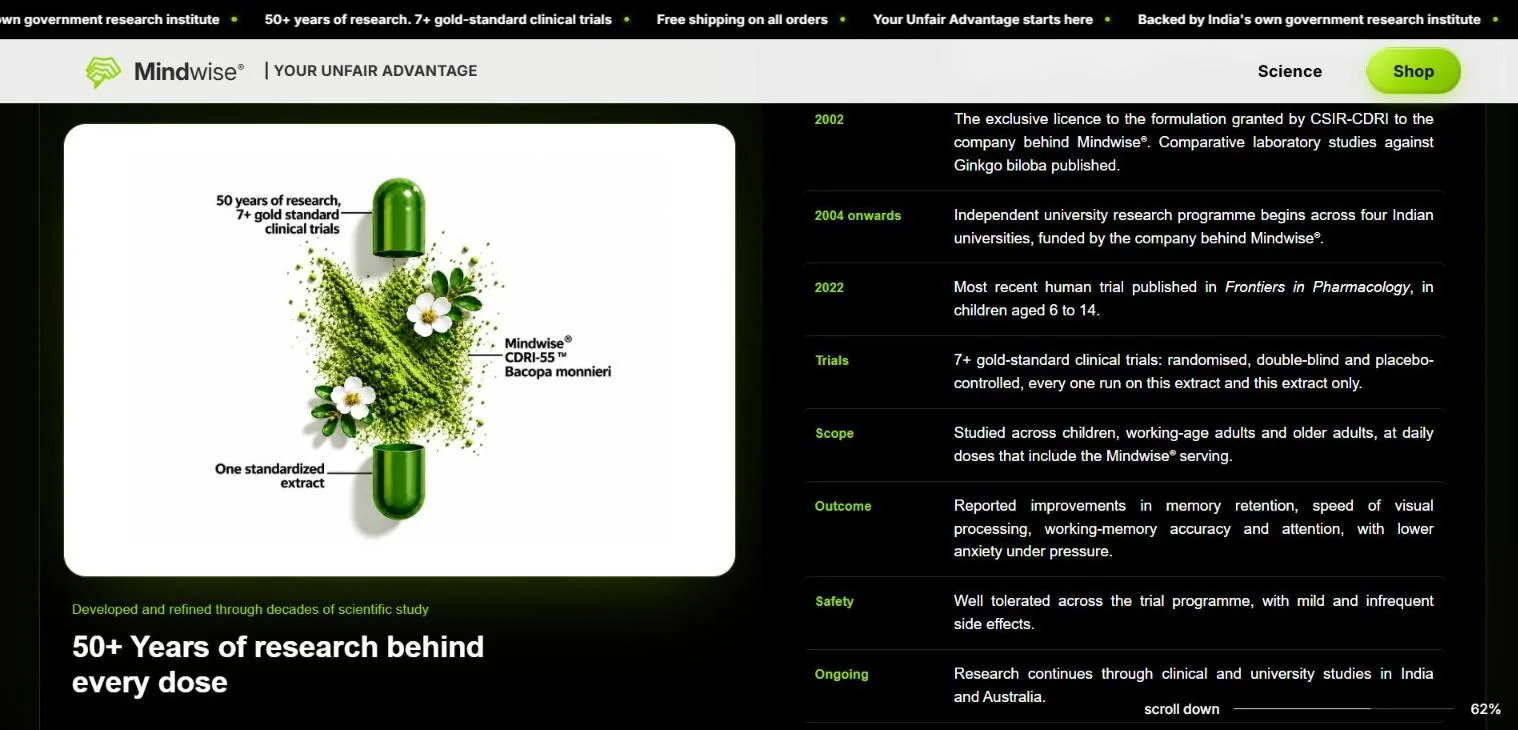 own government research institute • 50+ years of research. 7+ gold-standard clinical trials • Free shipping on all orders • Your Unfair Advantage starts here • Backed by India's own government research institute •
Mindwise® | YOUR UNFAIR ADVANTAGE
Science
Shop
50 years of research,
7+ gold standard
clinical trials
Mindwise®
CDRI-55™
Bacopa monnieri
One standardized
extract
Developed and refined through decades of scientific study
50+ Years of research behind
every dose
2002
The exclusive licence to the formulation granted by CSIR-CDRI to the
company behind Mindwise®. Comparative laboratory studies against
Ginkgo biloba published.
2004 onwards
Independent university research programme begins across four Indian
universities, funded by the company behind Mindwise®.
2022
Most recent human trial published in Frontiers in Pharmacology, in
children aged 6 to 14.
Trials
7+ gold-standard clinical trials: randomised, double-blind and placebo-
controlled, every one run on this extract and this extract only.
Scope
Studied across children, working-age adults and older adults, at daily
doses that include the Mindwise® serving.
Outcome
Reported improvements in memory retention, speed of visual
processing, working-memory accuracy and attention, with lower
anxiety under pressure.
Safety
Well tolerated across the trial programme, with mild and infrequent
side effects.
Ongoing
Research continues through clinical and university studies in India
and Australia.
scroll down
62%